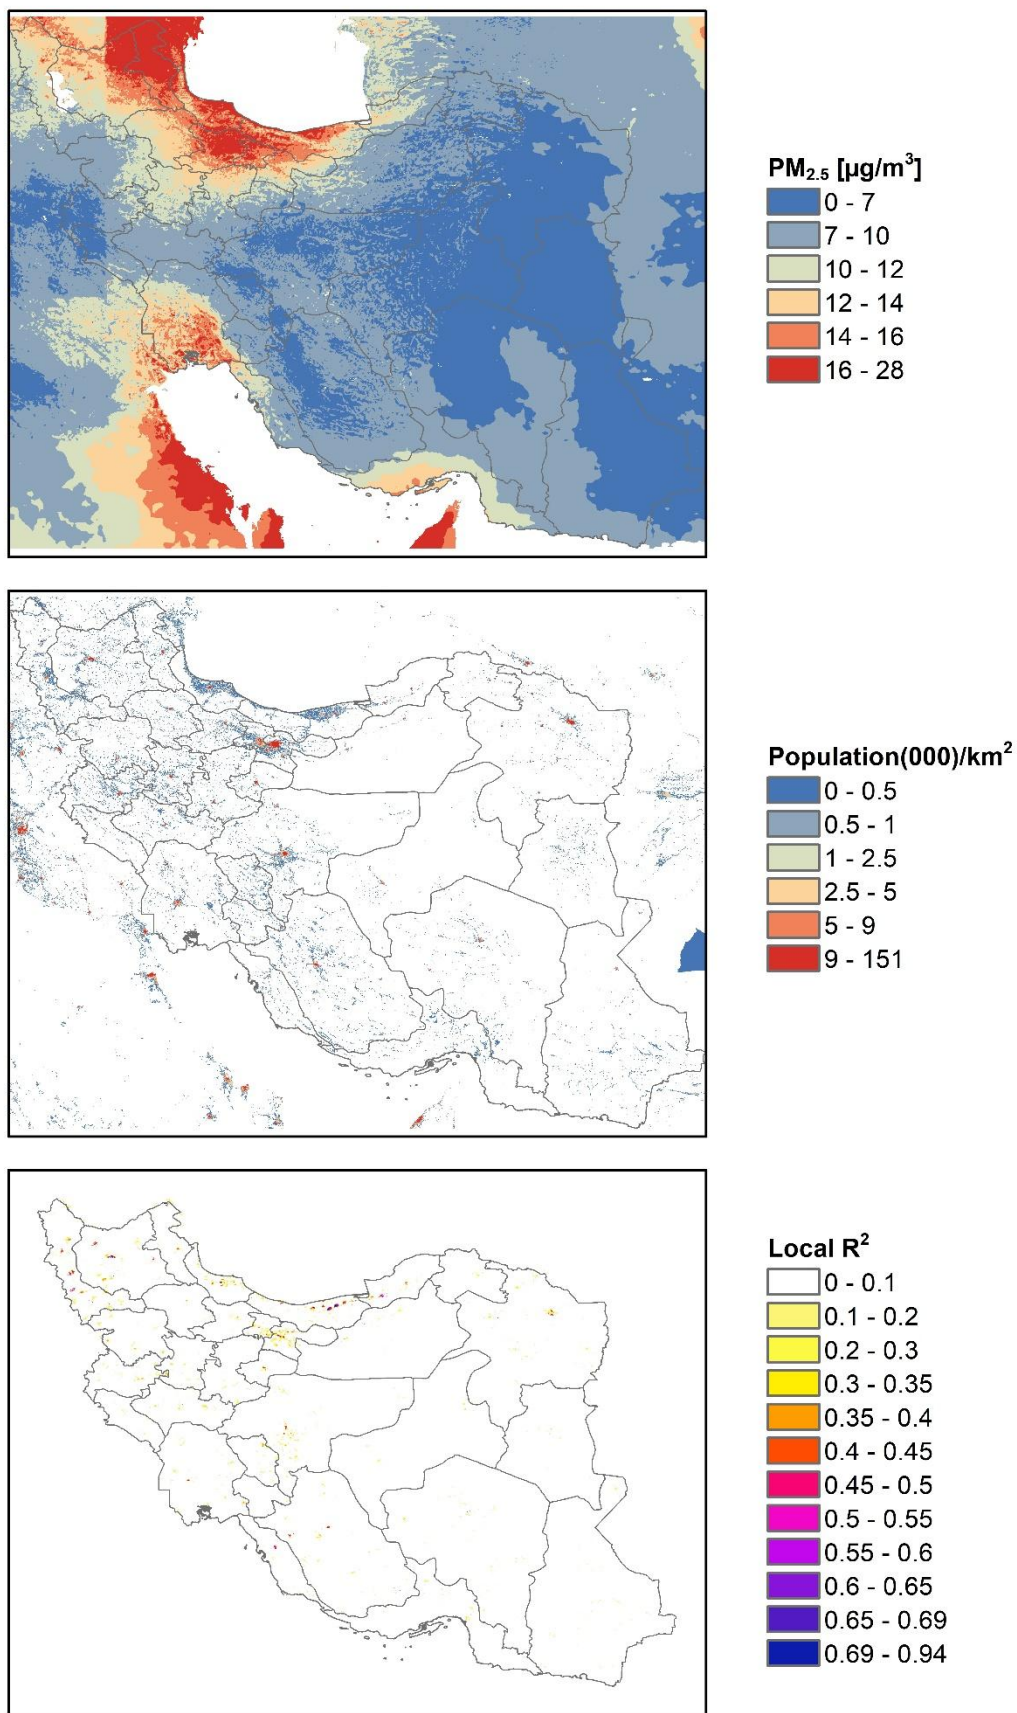 PM2.5 [µg/m³]
0 - 7
7 - 10
10 - 12
12 - 14
14 - 16
16 - 28
Population(000)/km²
0 - 0.5
0.5 - 1
1 - 2.5
2.5 - 5
5 - 9
9 - 151
Local R²
0 - 0.1
0.1 - 0.2
0.2 - 0.3
0.3 - 0.35
0.35 - 0.4
0.4 - 0.45
0.45 - 0.5
0.5 - 0.55
0.55 - 0.6
0.6 - 0.65
0.65 - 0.69
0.69 - 0.94